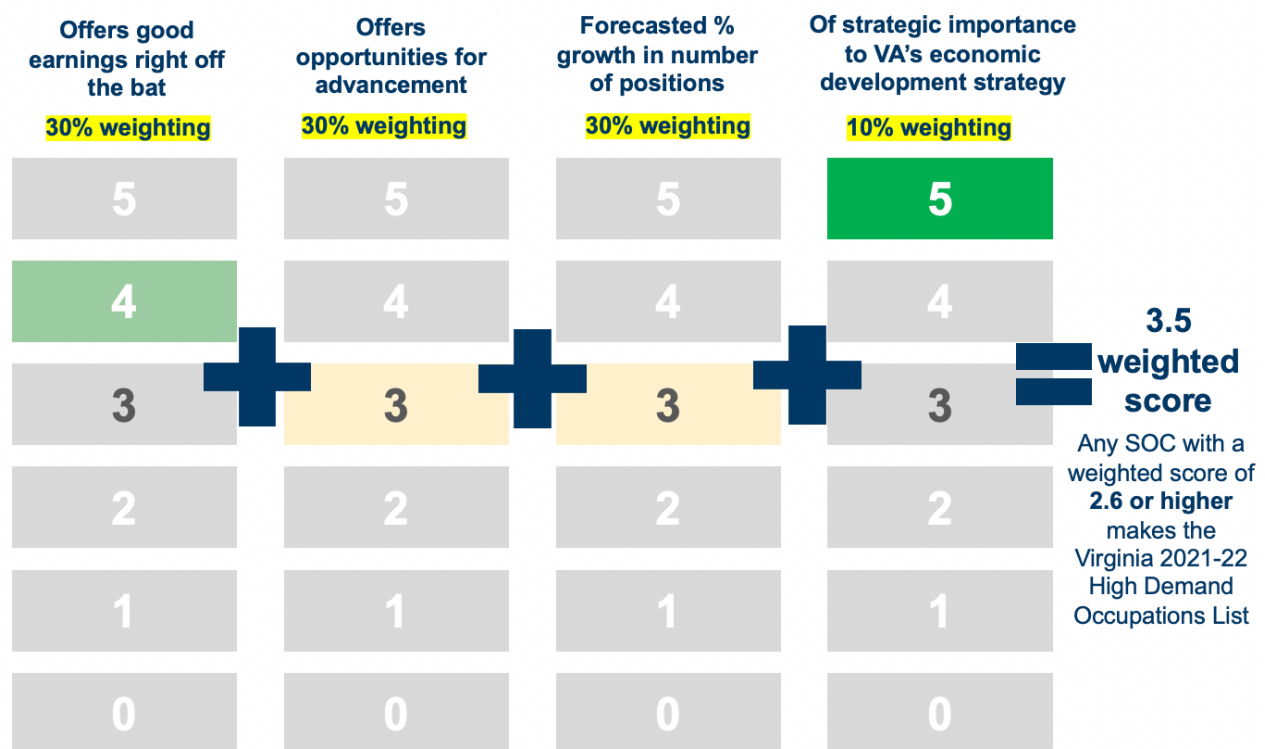 Offers good
earnings right off
the bat
30% weighting
Offers
opportunities for
advancement
30% weighting
Forecasted %
growth in number
of positions
30% weighting
Of strategic importance
to VA's economic
development strategy
10% weighting
5 5 5 5
4 4 4 4
3 3 3 3
2 2 2 2
1 1 1 1
0 0 0 0
3.5
weighted
score
Any SOC with a
weighted score of
2.6 or higher
makes the
Virginia 2021-22
High Demand
Occupations List